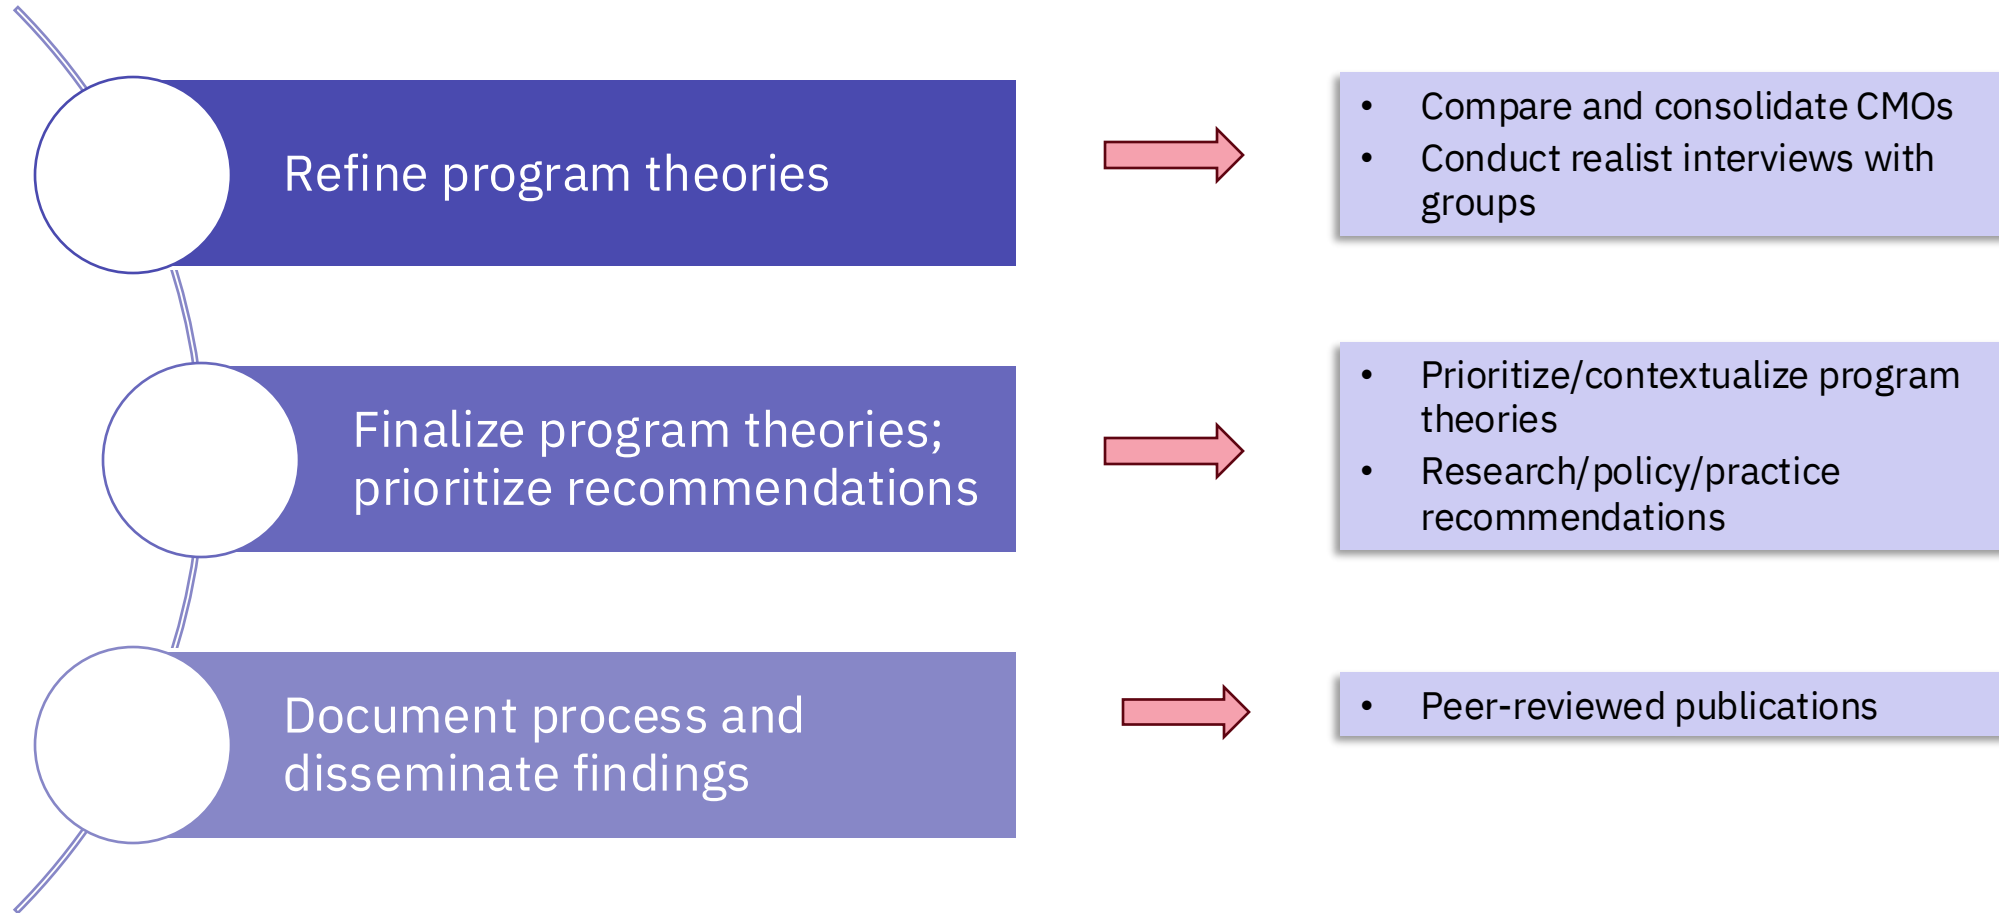 Refine program theories
• Compare and consolidate CMOs
• Conduct realist interviews with
groups
Finalize program theories;
prioritize recommendations
• Prioritize/contextualize program
theories
• Research/policy/practice
recommendations
Document process and
disseminate findings
• Peer-reviewed publications